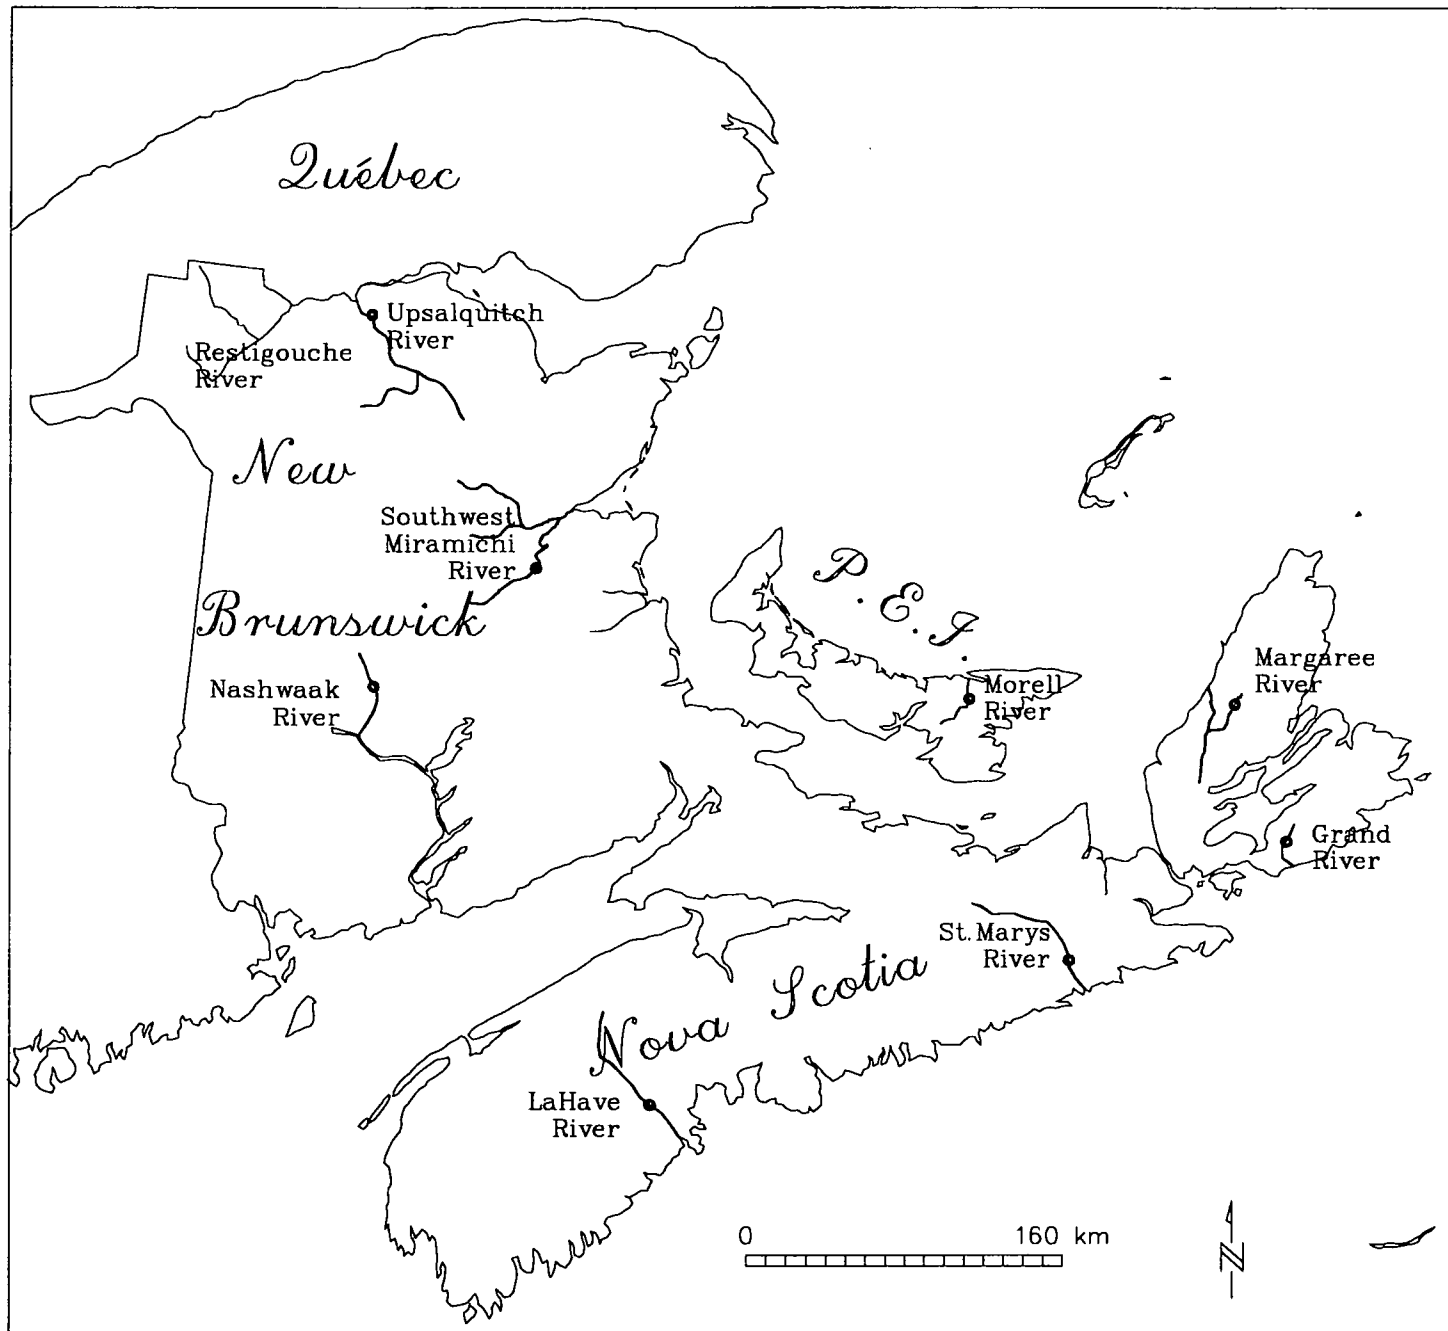 Québec
Upsalquitch
River
Restigouche
River
New
Southwest
Miramichi
River
Brunswick
P.E.I.
Nashwaak
River
Morell
River
Margaree
River
Grand
River
St. Marys
River
Nova Scotia
LaHave
River
0 160 km
N